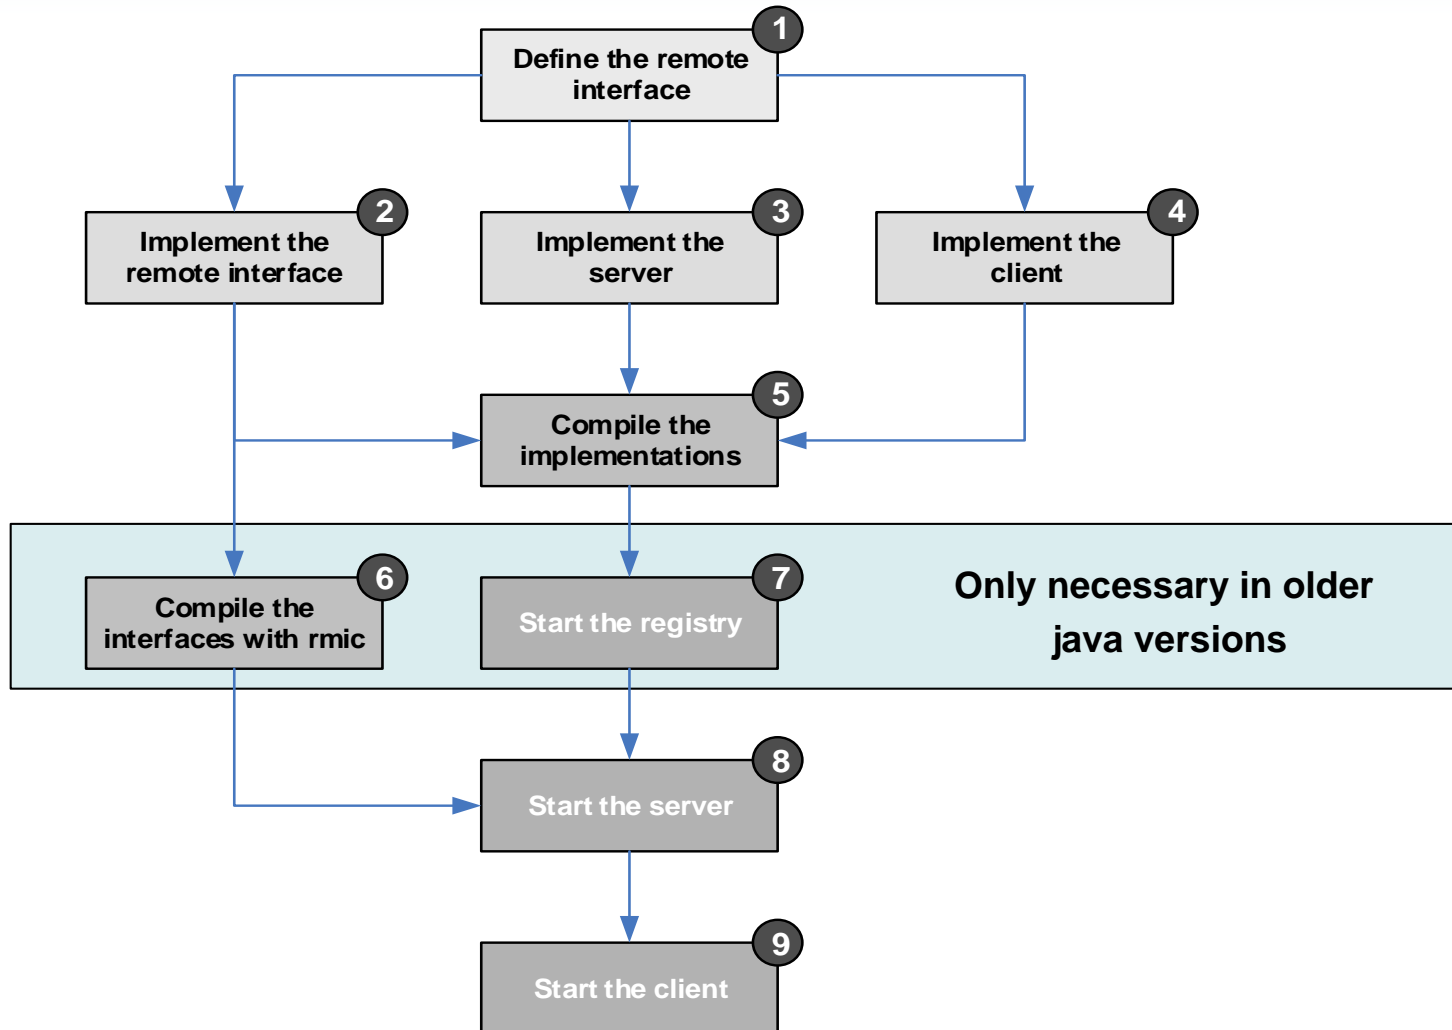 1
Define the remote
interface
2
Implement the
remote interface
3
Implement the
server
4
Implement the
client
5
Compile the
implementations
6
Compile the
interfaces with rmic
7
Start the registry
Only necessary in older
java versions
8
Start the server
9
Start the client